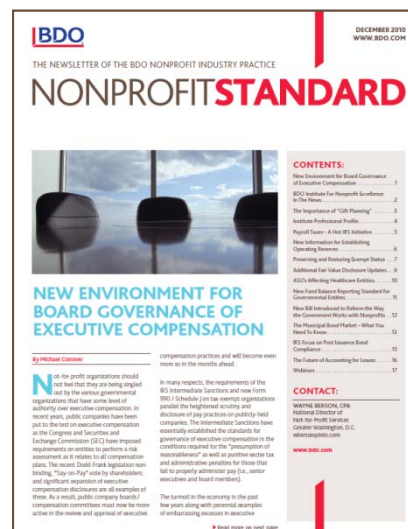 BDO
DECEMBER 2010
WWW.BDO.COM
THE NEWSLETTER OF THE BDO NONPROFIT INDUSTRY PRACTICE
NONPROFITSTANDARD
NEW ENVIRONMENT FOR
BOARD GOVERNANCE OF
EXECUTIVE COMPENSATION
By Michael Conover
Not-for-profit organizations should
not feel that they are being singled
out by the various governmental
organizations that have some level of
authority over executive compensation. In
recent years, public companies have been
put to the test on executive compensation
as the Congress and Securities and
Exchange Commission (SEC) have imposed
requirements on entities to perform a risk
assessment as it relates to all compensation
plans. The recent Dodd-Frank legislation non-
binding, “Say-on-Pay” vote by shareholders;
and significant expansion of executive
compensation disclosures are all examples of
these. As a result, public company boards/
compensation committees must now be more
active in the review and approval of executive
compensation practices and will become even
more so in the months ahead.
In many respects, the requirements of the
IRS Intermediate Sanctions and new Form
990 / Schedule J on tax-exempt organizations
parallel the heightened scrutiny and
disclosure of pay practices on publicly-held
companies. The Intermediate Sanctions have
essentially established the standards for
governance of executive compensation in the
conditions required for the “presumption of
reasonableness” as well as punitive excise tax
and administrative penalties for those that
fail to properly administer pay (i.e., senior
executives and board members).
The turmoil in the economy in the past
few years along with perennial examples
of embarrassing excesses in executive
▶ Read more on next page
CONTENTS:
New Environment for Board Governance
of Executive Compensation 1
BDO Institute For Nonprofit Excellence
In The News 2
The Importance of “Gift Planning” 3
Institute Professional Profile 4
Payroll Taxes – A Hot IRS Initiative 5
New Information for Establishing
Operating Reserves 6
Preserving and Restoring Exempt Status 7
Additional Fair Value Disclosure Updates 9
ASU's Affecting Healthcare Entities 10
New Fund Balance Reporting Standard for
Governmental Entities 11
New Bill Introduced to Reform the Way
the Government Works with Nonprofits 12
The Municipal Bond Market – What You
Need To Know 12
IRS Focus on Post Issuance Bond
Compliance 15
The Future of Accounting for Leases 16
Webinars 17
CONTACT:
WAYNE BERSON, CPA
National Director of
Not-for-Profit Services
Greater Washington, D.C.
wberson@bdo.com
www.bdo.com